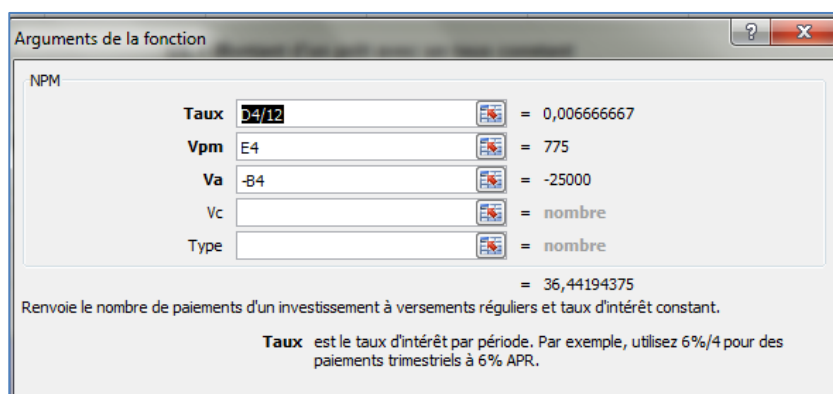 Arguments de la fonction
NPM
Taux D4/12 = 0,006666667
Vpm E4 = 775
Va -B4 = -25000
Vc = nombre
Type = nombre
= 36,44194375
Renvoie le nombre de paiements d'un investissement à versements réguliers et taux d'intérêt constant.
Taux est le taux d'intérêt par période. Par exemple, utilisez 6%/4 pour des
paiements trimestriels à 6% APR.